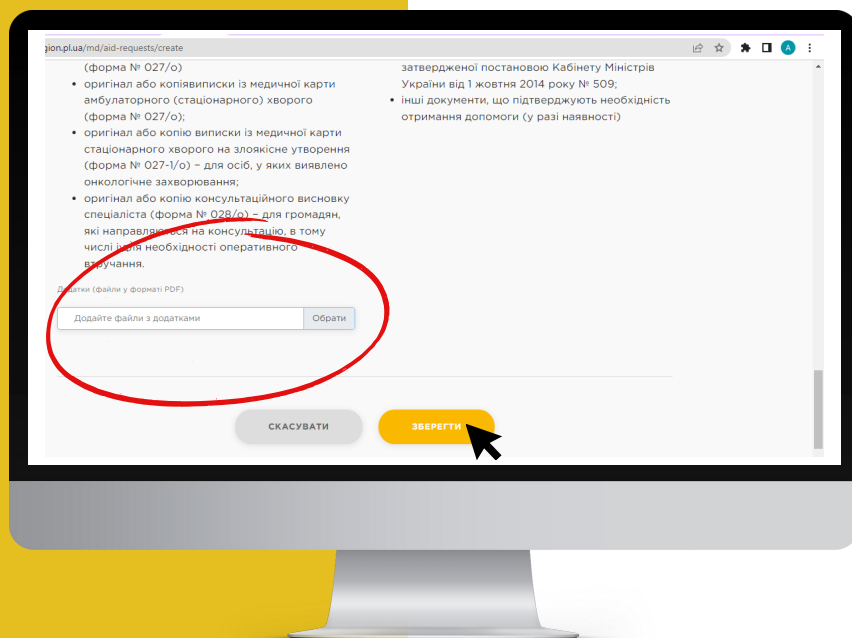 gion.pl.ua/md/aid-requests/create
A
(форма № 027/о)
• оригінал або копіявиписки із медичної карти
амбулаторного (стаціонарного) хворого
(форма № 027/о);
• оригінал або копію виписки із медичної карти
стаціонарного хворого на злоякісне утворення
(форма № 027-1/о) – для осіб, у яких виявлено
онкологічне захворювання;
• оригінал або копію консультаційного висновку
спеціаліста (форма № 028/о) – для громадян,
які направляються на консультацію, в тому
числі і для необхідності оперативного
втручання.
затвердженої постановою Кабінету Міністрів
України від 1 жовтня 2014 року № 509;
• інші документи, що підтверджують необхідність
отримання допомоги (у разі наявності)
Додатки (файли у форматі PDF)
Додайте файли з додатками
Обрати
СКАСУВАТИ
ЗБЕРЕГТИ